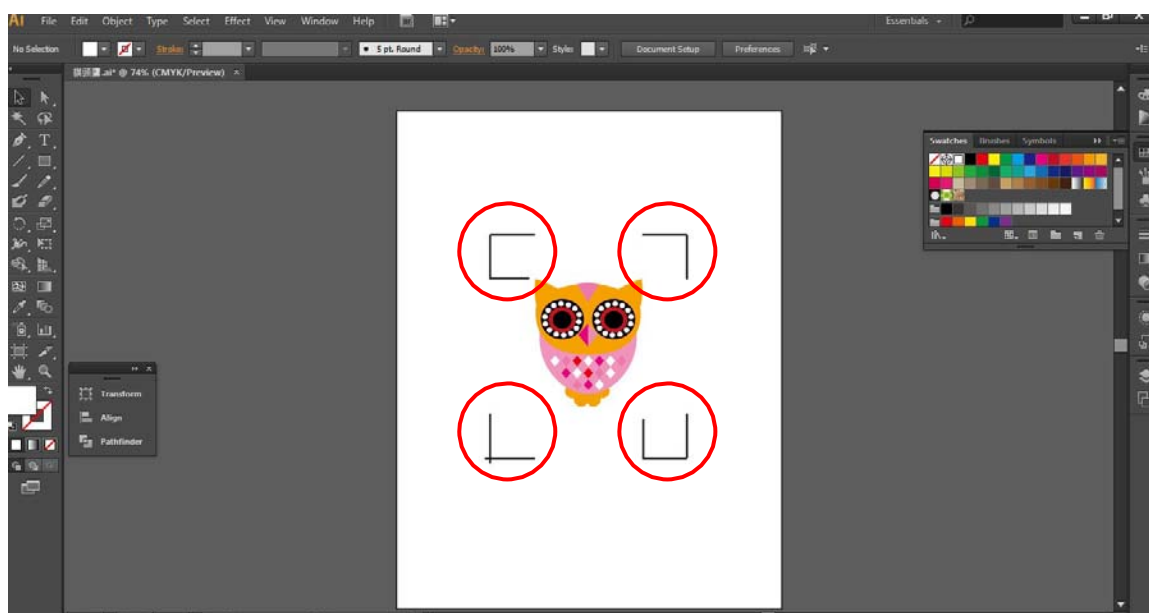 Ai File Edit Object Type Select Effect View Window Help Essentials
No Selection Stroke: 5 pt. Round Opacity: 100% Style: Document Setup Preferences
.ai* @ 74% (CMYK/Preview) ×
Swatches Brushes Symbols
Transform
Align
Pathfinder